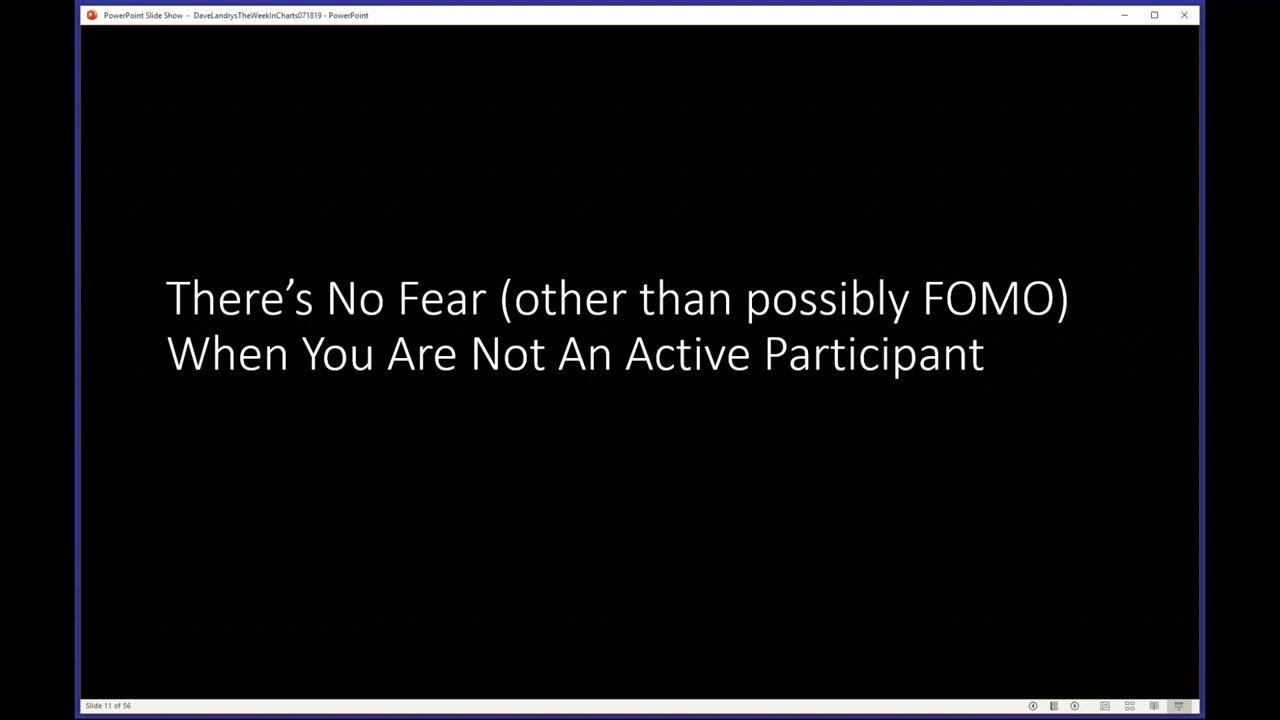 PowerPoint Slide Show - DaveLandrysTheWeekInCharts071819 - PowerPoint
There's No Fear (other than possibly FOMO)
When You Are Not An Active Participant
Slide 11 of 56